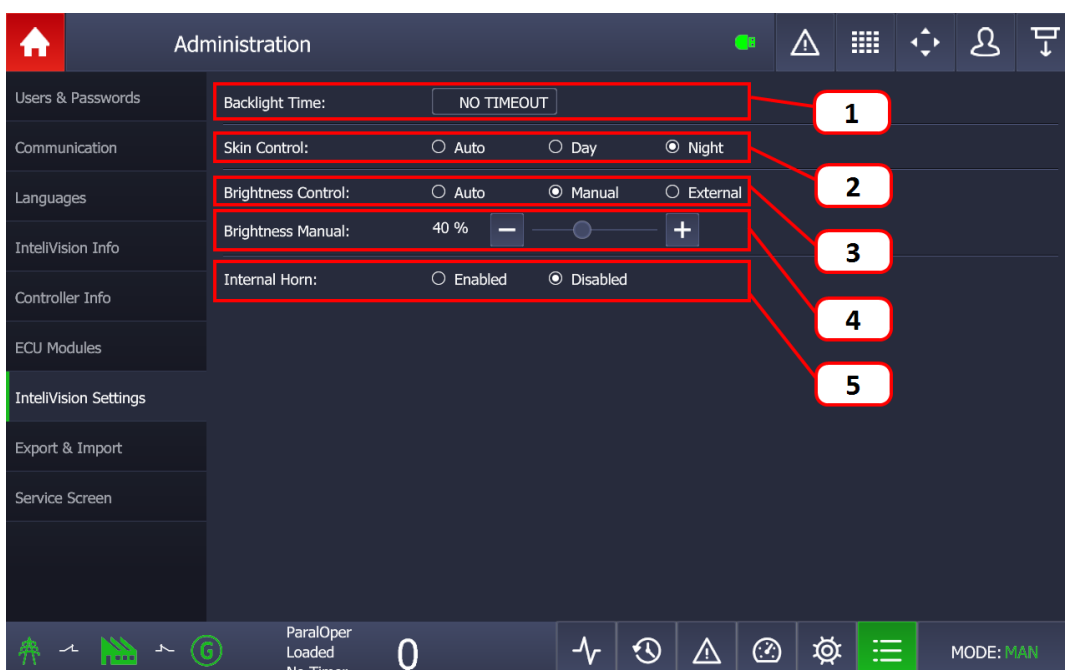 Administration
Users & Passwords
Communication
Languages
InteliVision Info
Controller Info
ECU Modules
InteliVision Settings
Export & Import
Service Screen
Backlight Time: NO TIMEOUT
1
Skin Control: Auto Day Night
2
Brightness Control: Auto Manual External
3
Brightness Manual: 40 % − +
4
Internal Horn: Enabled Disabled
5
G
ParalOper
Loaded
No Timer
0
MODE: MAN